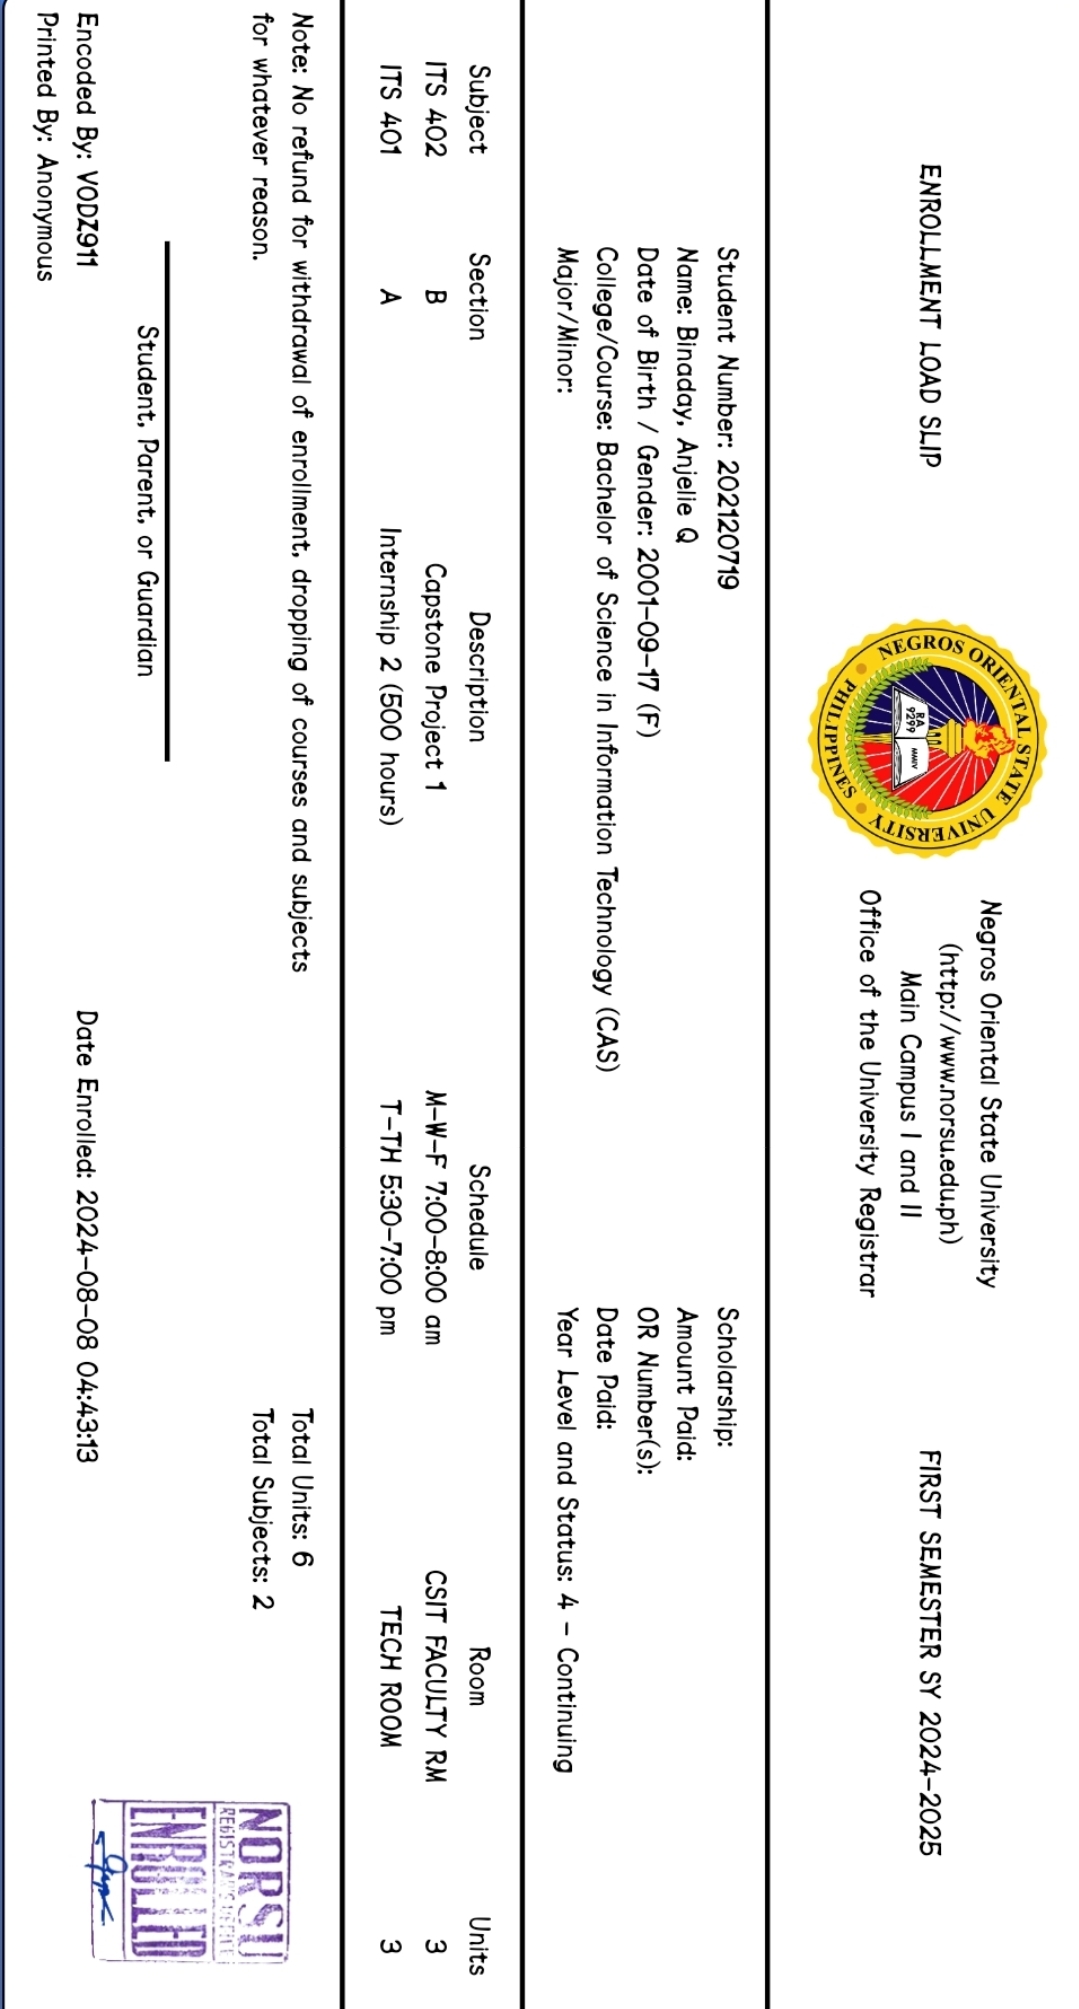 ENROLLMENT LOAD SLIP
NEGROS ORIENTAL STATE UNIVERSITY
PHILIPPINES
RA 9299
MMIV
Negros Oriental State University
(http://www.norsu.edu.ph)
Main Campus I and II
Office of the University Registrar
FIRST SEMESTER SY 2024-2025
Student Number: 202120719
Name: Binaday, Anjelie Q
Date of Birth / Gender: 2001-09-17 (F)
College/Course: Bachelor of Science in Information Technology (CAS)
Major/Minor:
Scholarship:
Amount Paid:
OR Number(s):
Date Paid:
Year Level and Status: 4 - Continuing
Subject Section Description Schedule Room Units
ITS 402 B Capstone Project 1 M-W-F 7:00-8:00 am CSIT FACULTY RM 3
ITS 401 A Internship 2 (500 hours) T-TH 5:30-7:00 pm TECH ROOM 3
Note: No refund for withdrawal of enrollment, dropping of courses and subjects
for whatever reason.
Total Units: 6
Total Subjects: 2
Student, Parent, or Guardian
Encoded By: VODZ911
Printed By: Anonymous
Date Enrolled: 2024-08-08 04:43:13
NORSU
ENROLLED